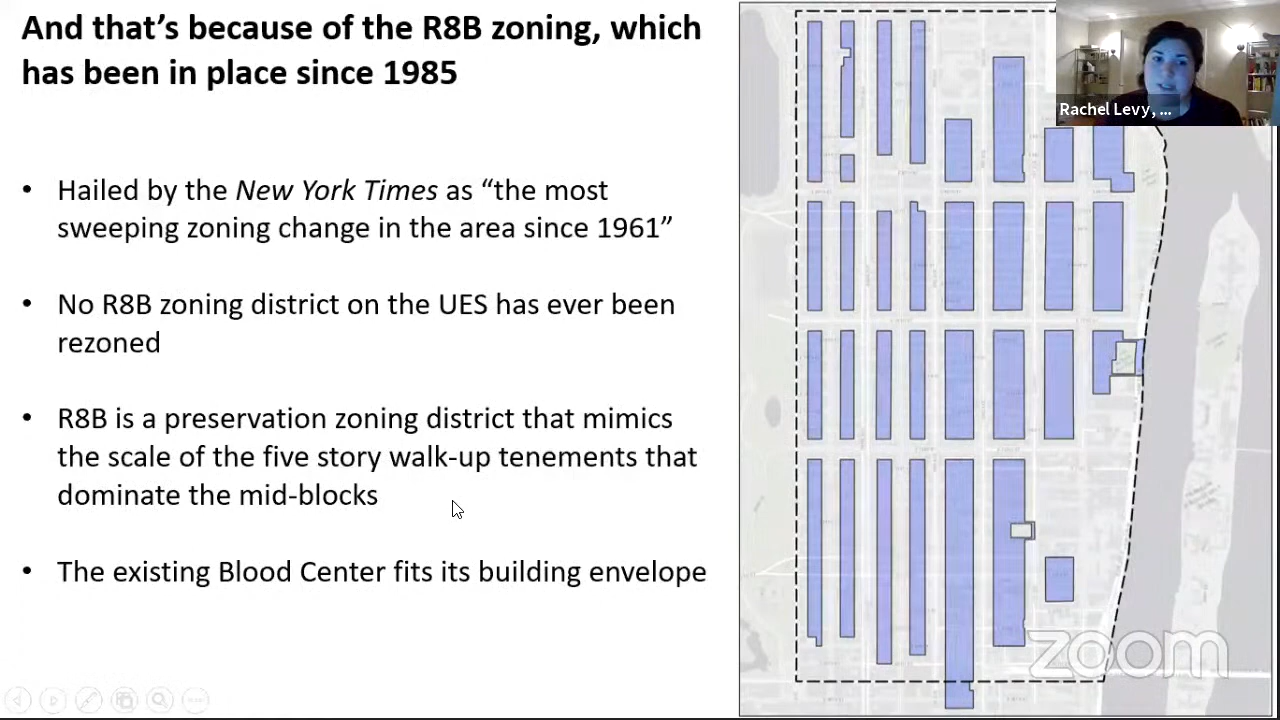 And that’s because of the R8B zoning, which
has been in place since 1985
• Hailed by the New York Times as “the most
sweeping zoning change in the area since 1961”
• No R8B zoning district on the UES has ever been
rezoned
• R8B is a preservation zoning district that mimics
the scale of the five story walk-up tenements that
dominate the mid-blocks
• The existing Blood Center fits its building envelope
Rachel Levy, ...
zoom